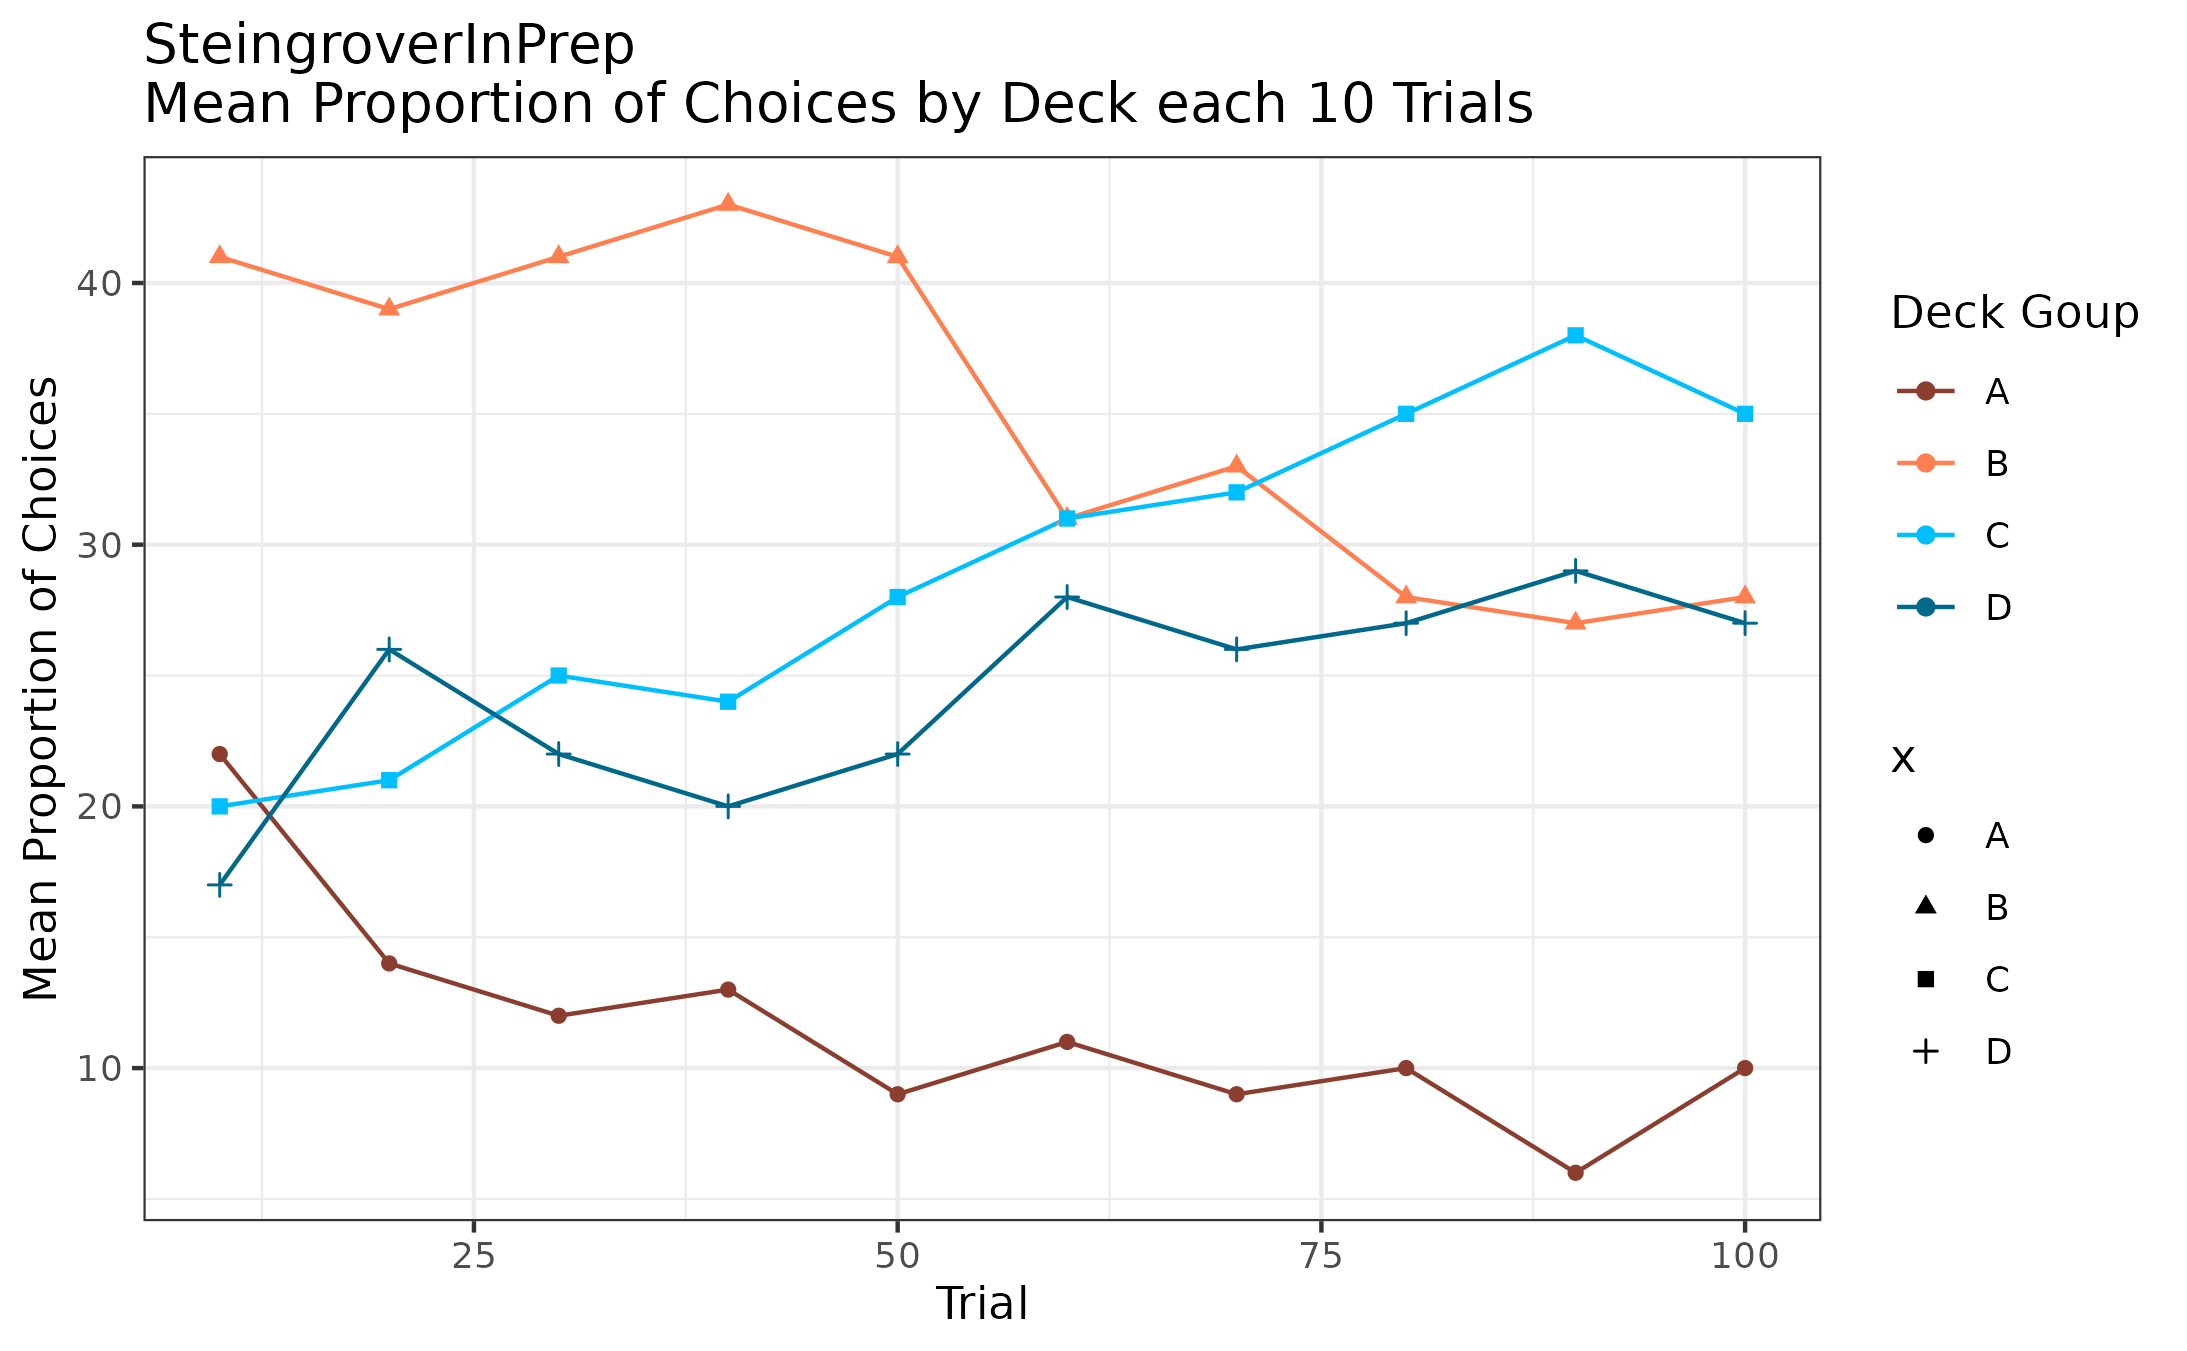 SteingroverInPrep
Mean Proportion of Choices by Deck each 10 Trials
Mean Proportion of Choices
40
30
20
10
25
50
75
100
Trial
Deck Goup
A
B
C
D
x
A
B
C
D